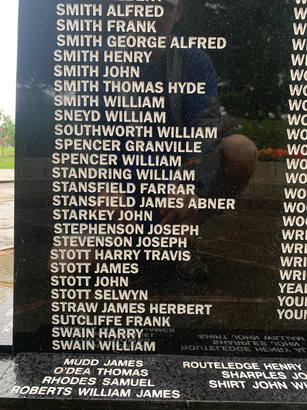 SMITH ALFRED
SMITH FRANK
SMITH GEORGE ALFRED
SMITH HENRY
SMITH JOHN
SMITH THOMAS HYDE
SMITH WILLIAM
SNEYD WILLIAM
SOUTHWORTH WILLIAM
SPENCER GRANVILLE
SPENCER WILLIAM
STANDRING WILLIAM
STANSFIELD FARRAR
STANSFIELD JAMES ABNER
STARKEY JOHN
STEPHENSON JOSEPH
STEVENSON JOSEPH
STOTT HARRY TRAVIS
STOTT JAMES
STOTT JOHN
STOTT SELWYN
STRAW JAMES HERBERT
SUTCLIFFE FRANK
SWAIN HARRY
SWAIN WILLIAM
MUDD JAMES
O'DEA THOMAS
RHODES SAMUEL
ROBERTS WILLIAM JAMES
ROUTELEDGE HENRY
SHARPLES
SHIRT JOHN